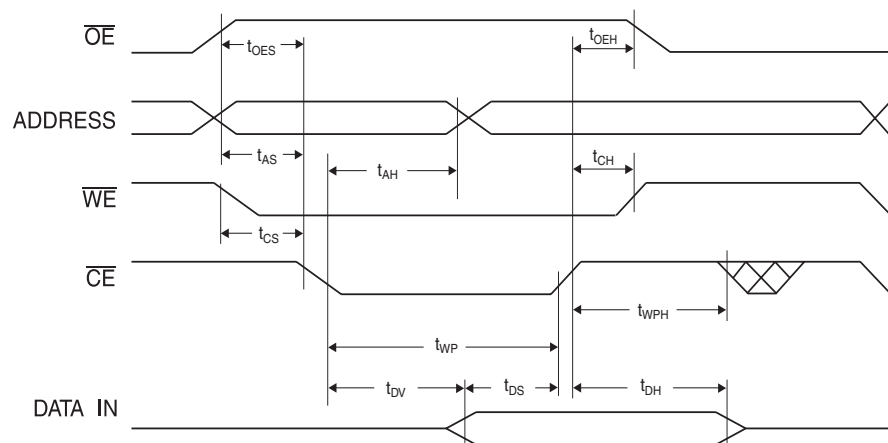 OE
tOES
tOEH
ADDRESS
tAS
tAH
tCH
WE
tCS
CE
tWPH
tWP
tDV
tDS
tDH
DATA IN